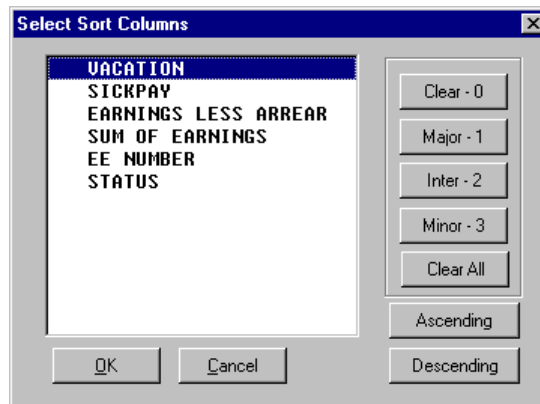 Select Sort Columns
VACATION
SICKPAY
EARNINGS LESS ARREAR
SUM OF EARNINGS
EE NUMBER
STATUS
Clear - 0
Major - 1
Inter - 2
Minor - 3
Clear All
Ascending
Descending
OK
Cancel